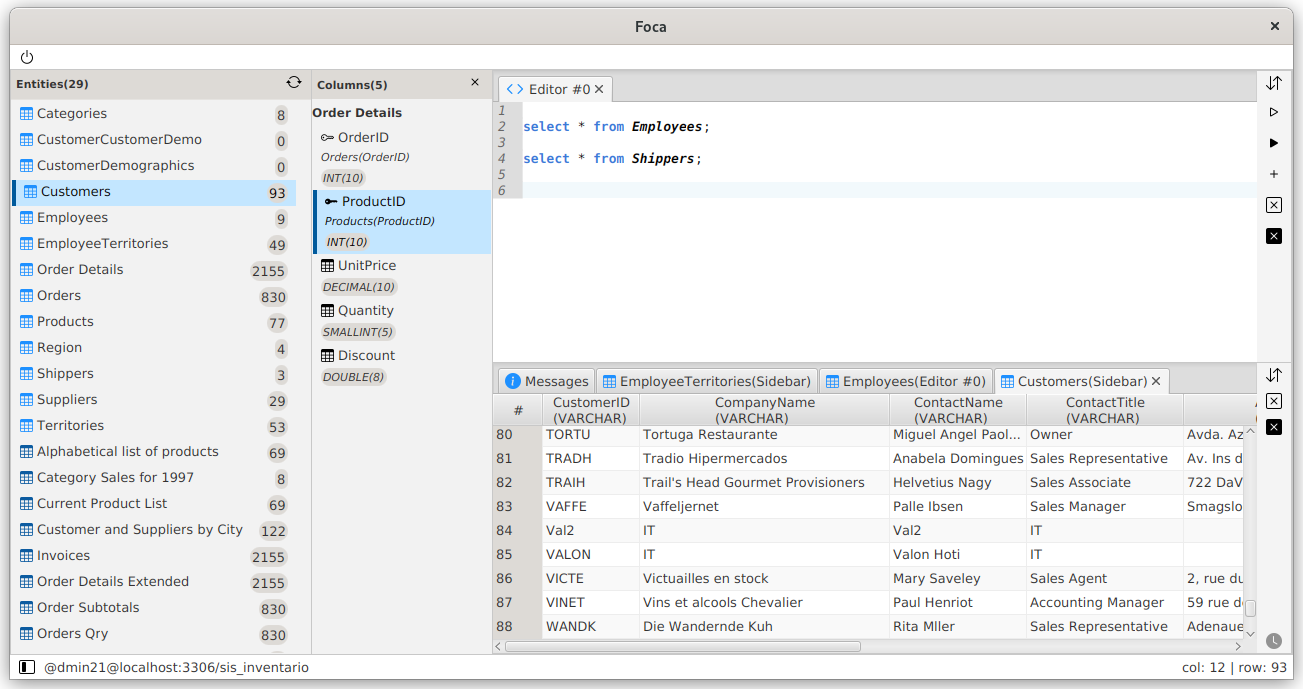 Foca
Entities(29)
Categories 8
CustomerCustomerDemo 0
CustomerDemographics 0
Customers 93
Employees 9
EmployeeTerritories 49
Order Details 2155
Orders 830
Products 77
Region 4
Shippers 3
Suppliers 29
Territories 53
Alphabetical list of products 69
Category Sales for 1997 8
Current Product List 69
Customer and Suppliers by City 122
Invoices 2155
Order Details Extended 2155
Order Subtotals 830
Orders Qry 830
Columns(5)
Order Details
OrderID
Orders(OrderID)
INT(10)
ProductID
Products(ProductID)
INT(10)
UnitPrice
DECIMAL(10)
Quantity
SMALLINT(5)
Discount
DOUBLE(8)
Editor #0
1
2 select * from Employees;
3
4 select * from Shippers;
5
6
Messages EmployeeTerritories(Sidebar) Employees(Editor #0) Customers(Sidebar)
# CustomerID CompanyName ContactName ContactTitle
(VARCHAR) (VARCHAR) (VARCHAR) (VARCHAR)
80 TORTU Tortuga Restaurante Miguel Angel Paol... Owner Avda. Az
81 TRADH Tradio Hipermercados Anabela Domingues Sales Representative Av. Ins d
82 TRAIH Trail's Head Gourmet Provisioners Helvetius Nagy Sales Associate 722 DaV
83 VAFFE Vaffeljernet Palle Ibsen Sales Manager Smagslo
84 Val2 IT Val2 IT
85 VALON IT Valon Hoti IT
86 VICTE Victuailles en stock Mary Saveley Sales Agent 2, rue du
87 VINET Vins et alcools Chevalier Paul Henriot Accounting Manager 59 rue d
88 WANDK Die Wandernde Kuh Rita Mller Sales Representative Adenaue
@dmin21@localhost:3306/sis_inventario
col: 12 | row: 93